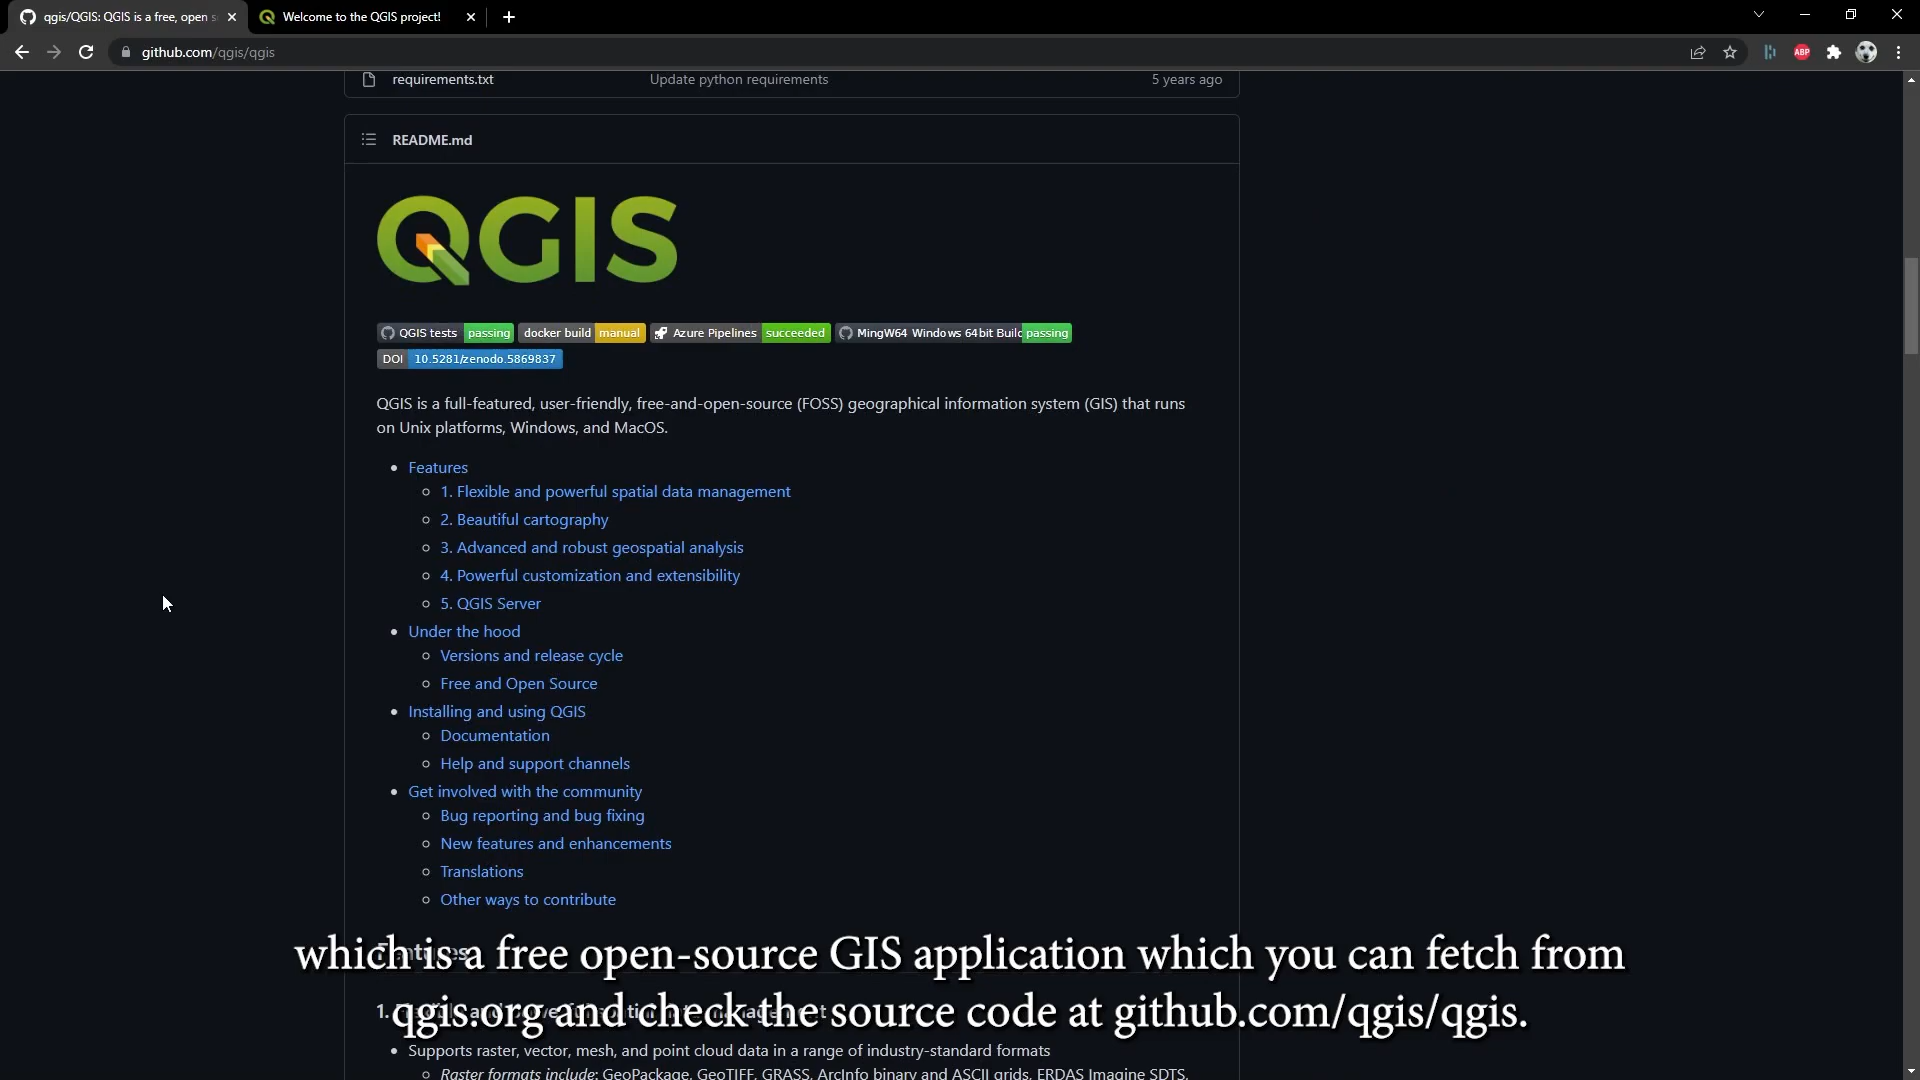 qgis/QGIS: QGIS is a free, open s
Welcome to the QGIS project!
github.com/qgis/qgis
ABP
requirements.txt Update python requirements 5 years ago
README.md
QGIS
QGIS tests passing docker build manual Azure Pipelines succeeded MingW64 Windows 64bit Build passing
DOI 10.5281/zenodo.5869837
QGIS is a full-featured, user-friendly, free-and-open-source (FOSS) geographical information system (GIS) that runs
on Unix platforms, Windows, and MacOS.
Features
1. Flexible and powerful spatial data management
2. Beautiful cartography
3. Advanced and robust geospatial analysis
4. Powerful customization and extensibility
5. QGIS Server
Under the hood
Versions and release cycle
Free and Open Source
Installing and using QGIS
Documentation
Help and support channels
Get involved with the community
Bug reporting and bug fixing
New features and enhancements
Translations
Other ways to contribute
Features
which is a free open-source GIS application which you can fetch from
1. Flexible and powerful spatial data management
qgis.org and check the source code at github.com/qgis/qgis.
Supports raster, vector, mesh, and point cloud data in a range of industry-standard formats
Raster formats include: GeoPackage, GeoTIFF, GRASS, ArcInfo binary and ASCII grids, ERDAS Imagine SDTS,